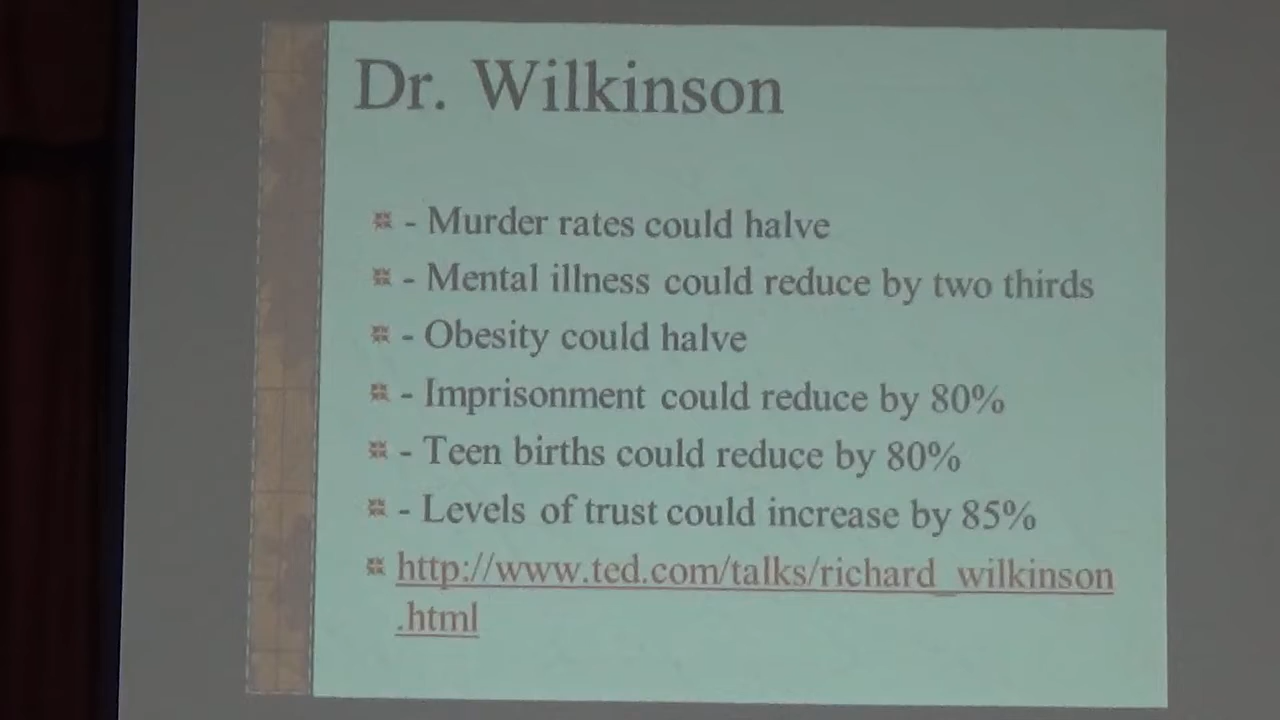 Dr. Wilkinson
- Murder rates could halve
- Mental illness could reduce by two thirds
- Obesity could halve
- Imprisonment could reduce by 80%
- Teen births could reduce by 80%
- Levels of trust could increase by 85%
http://www.ted.com/talks/richard_wilkinson
.html